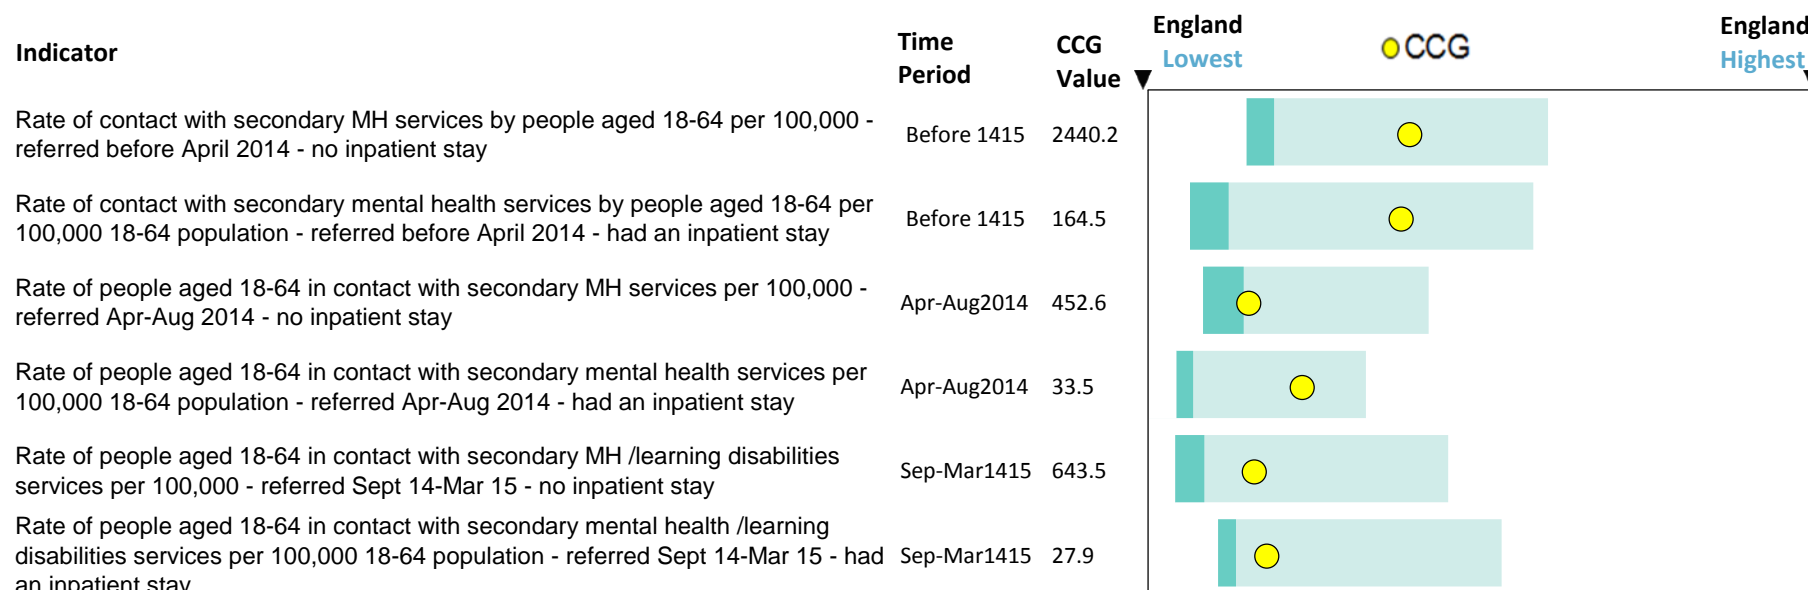 Indicator
Time Period
CCG Value
England Lowest
CCG
England Highest
Rate of contact with secondary MH services by people aged 18-64 per 100,000 -
referred before April 2014 - no inpatient stay
Before 1415
2440.2
Rate of contact with secondary mental health services by people aged 18-64 per
100,000 18-64 population - referred before April 2014 - had an inpatient stay
Before 1415
164.5
Rate of people aged 18-64 in contact with secondary MH services per 100,000 -
referred Apr-Aug 2014 - no inpatient stay
Apr-Aug2014
452.6
Rate of people aged 18-64 in contact with secondary mental health services per
100,000 18-64 population - referred Apr-Aug 2014 - had an inpatient stay
Apr-Aug2014
33.5
Rate of people aged 18-64 in contact with secondary MH /learning disabilities
services per 100,000 - referred Sept 14-Mar 15 - no inpatient stay
Sep-Mar1415
643.5
Rate of people aged 18-64 in contact with secondary mental health /learning
disabilities services per 100,000 18-64 population - referred Sept 14-Mar 15 - had
an inpatient stay
Sep-Mar1415
27.9